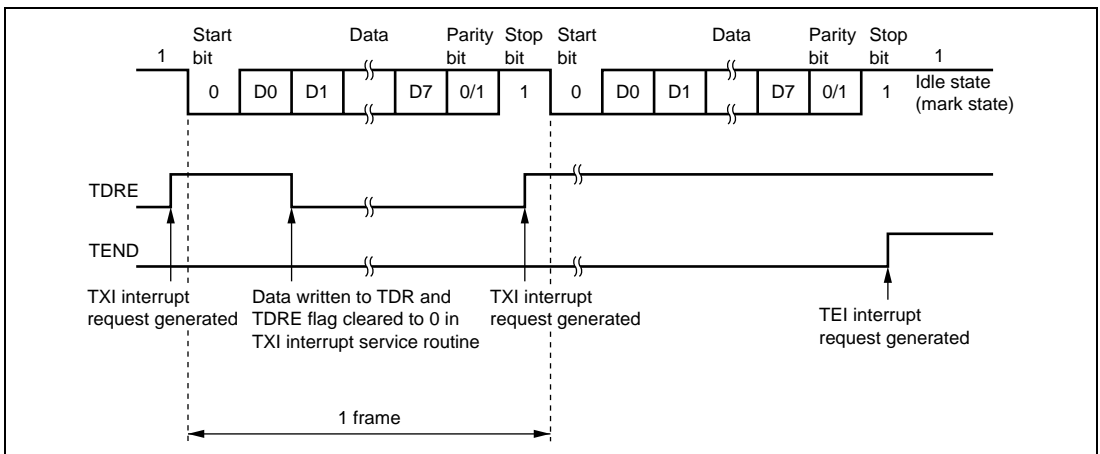 Start bit Data Parity bit Stop bit Start bit Data Parity bit Stop bit
1 0 D0 D1 D7 0/1 1 0 D0 D1 D7 0/1 1 1
Idle state
(mark state)
TDRE
TEND
TXI interrupt
request generated
Data written to TDR and
TDRE flag cleared to 0 in
TXI interrupt service routine
TXI interrupt
request generated
TEI interrupt
request generated
1 frame